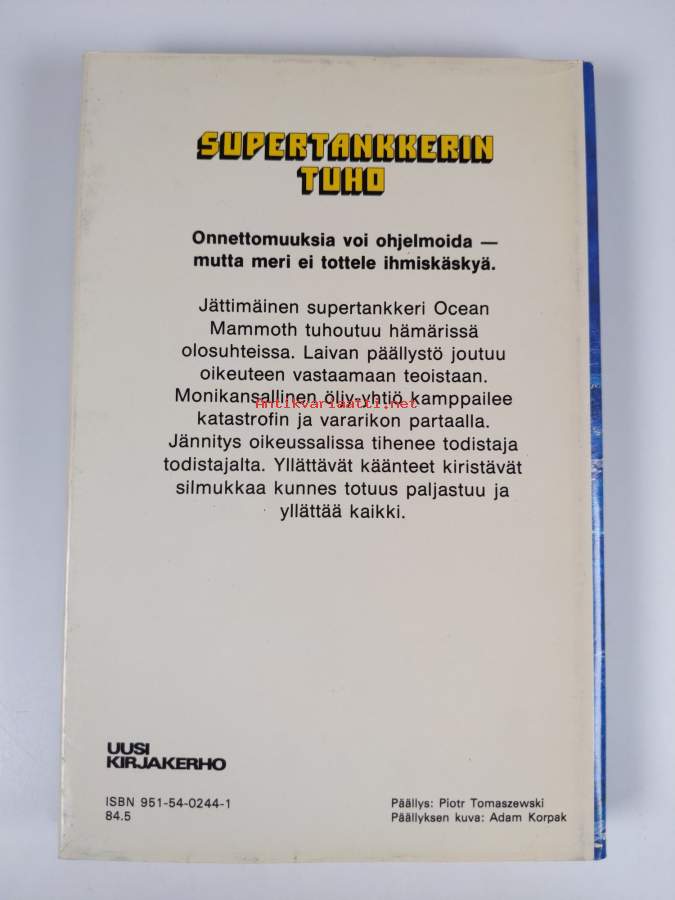 SUPERTANKKERIN
TUHO
Onnettomuuksia voi ohjelmoida —
mutta meri ei tottele ihmiskäskyä.
Jättimäinen supertankkeri Ocean
Mammoth tuhoutuu hämärissä
olosuhteissa. Laivan päällystö joutuu
oikeuteen vastaamaan teoistaan.
Monikansallinen öljy-yhtiö kamppailee
Antikvariaatti.net
katastrofin ja vararikon partaalla.
Jännitys oikeussalissa tihenee todistaja
todistajalta. Yllättävät käänteet kiristävät
silmukkaa kunnes totuus paljastuu ja
yllättää kaikki.
UUSI
KIRJAKERHO
ISBN 951-54-0244-1
84.5
Päällys: Piotr Tomaszewski
Päällyksen kuva: Adam Korpak